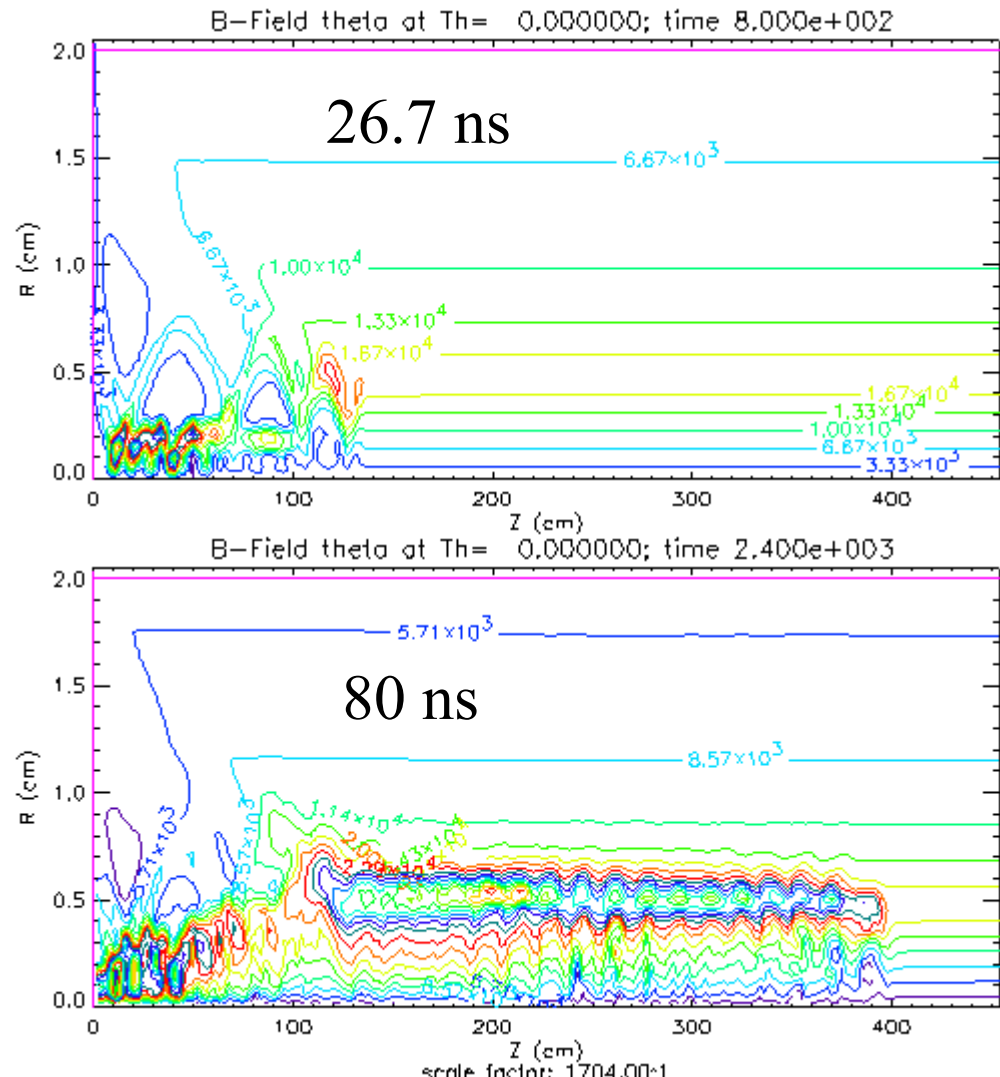 B-Field theta at Th= 0.000000; time 8.000e+002
26.7 ns
2.0
1.5
1.0
0.5
0.0
R (cm)
6.67×10³
6.67×10³
1.00×10⁴
1.33×10⁴
1.67×10⁴
1.67×10⁴
1.33×10⁴
1.00×10⁴
6.67×10³
3.33×10³
0 100 200 300 400
Z (cm)
B-Field theta at Th= 0.000000; time 2.400e+003
80 ns
2.0
1.5
1.0
0.5
0.0
R (cm)
5.71×10³
8.57×10³
1.14×10⁴
0 100 200 300 400
Z (cm)
scale factor: 1704.00:1